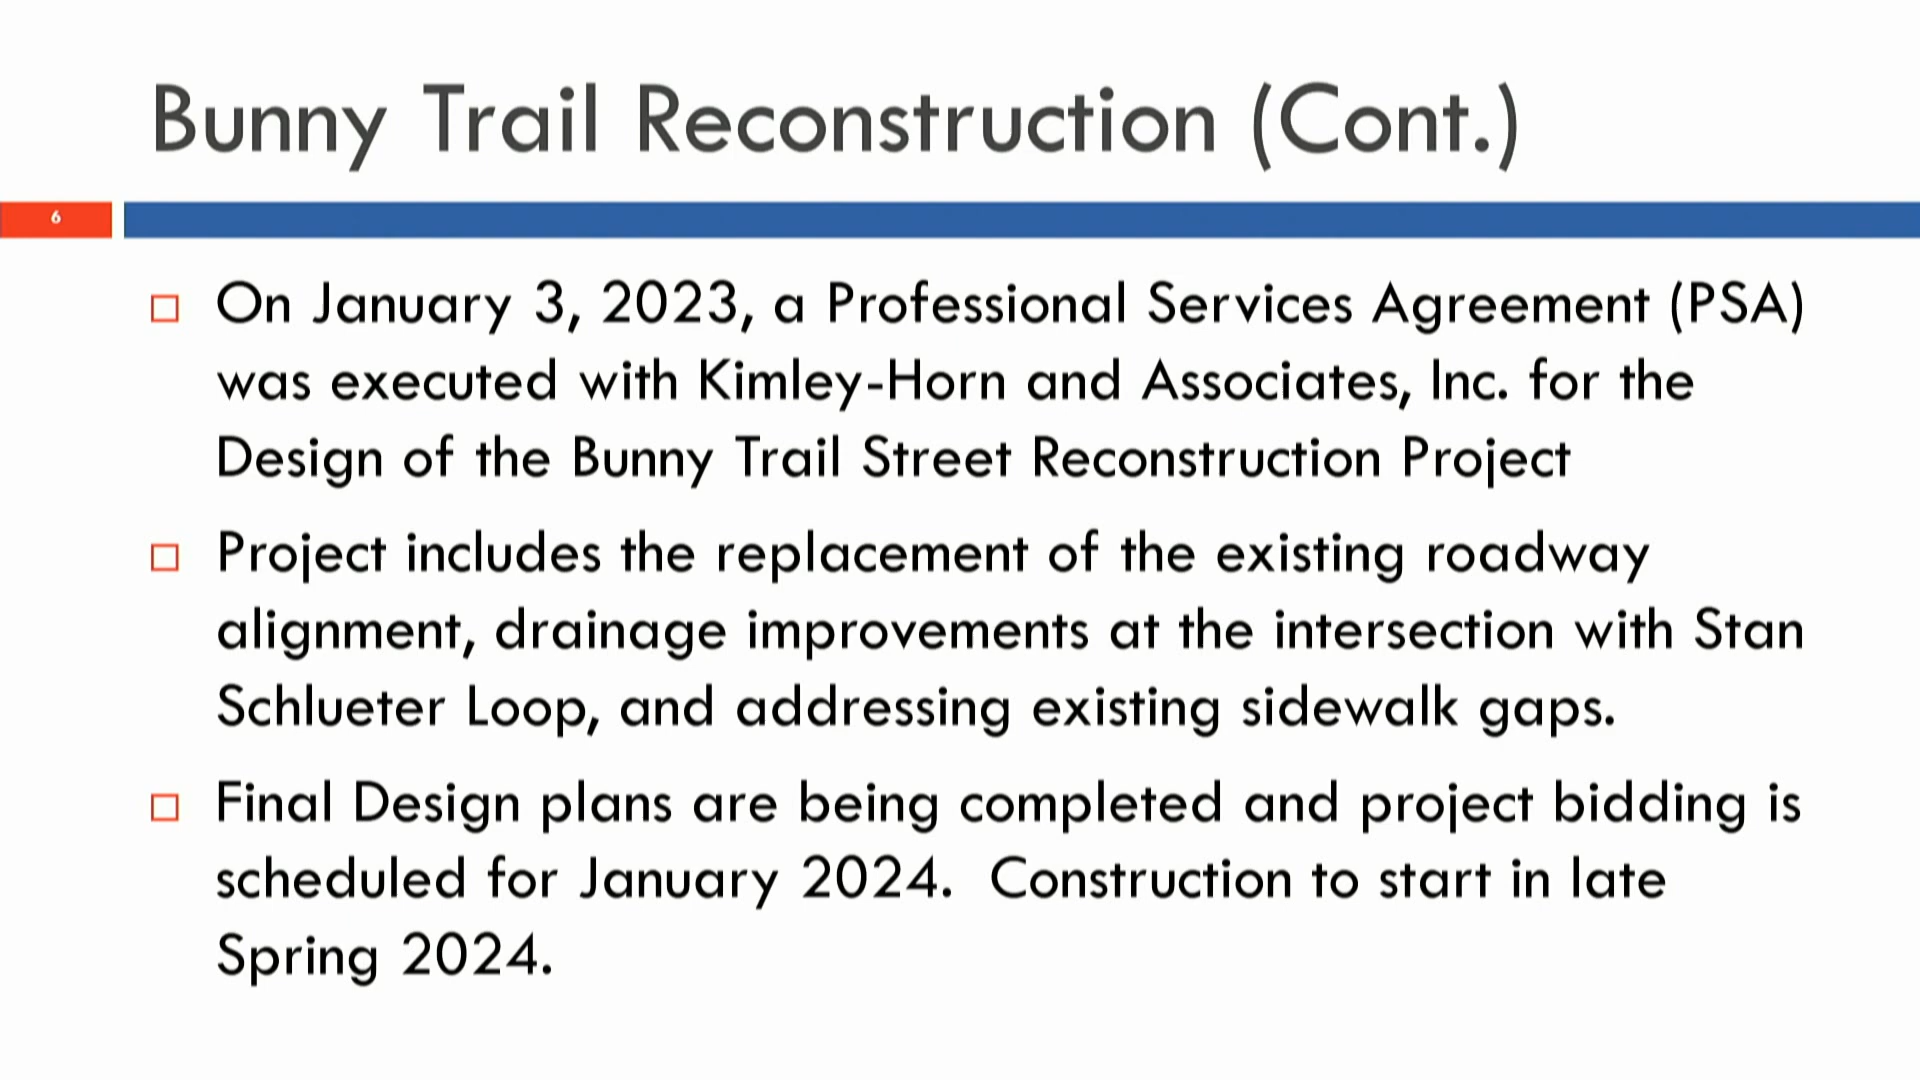 Bunny Trail Reconstruction (Cont.)
6
On January 3, 2023, a Professional Services Agreement (PSA)
was executed with Kimley-Horn and Associates, Inc. for the
Design of the Bunny Trail Street Reconstruction Project
Project includes the replacement of the existing roadway
alignment, drainage improvements at the intersection with Stan
Schlueter Loop, and addressing existing sidewalk gaps.
Final Design plans are being completed and project bidding is
scheduled for January 2024.  Construction to start in late
Spring 2024.